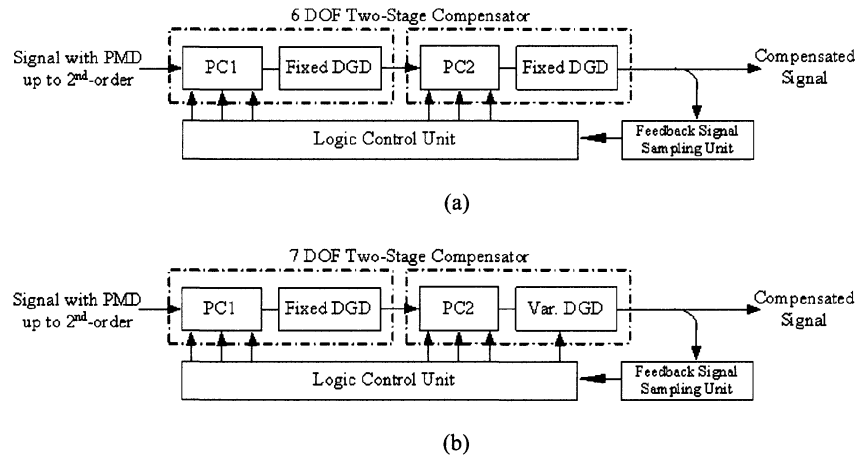 6 DOF Two-Stage Compensator
Signal with PMD
up to 2nd-order
PC1
Fixed DGD
PC2
Fixed DGD
Compensated
Signal
Logic Control Unit
Feedback Signal
Sampling Unit
(a)
7 DOF Two-Stage Compensator
Signal with PMD
up to 2nd-order
PC1
Fixed DGD
PC2
Var. DGD
Compensated
Signal
Logic Control Unit
Feedback Signal
Sampling Unit
(b)